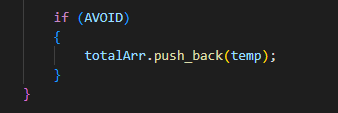 if (AVOID)
{
totalArr.push_back(temp);
}
}